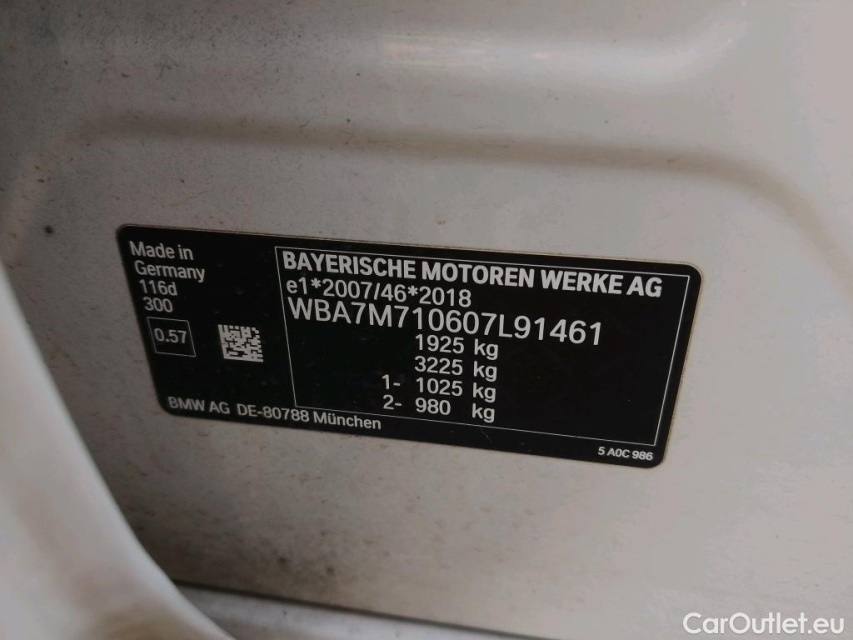 Made in
Germany
116d
300
0.57
BMW AG DE-80788 München
BAYERISCHE MOTOREN WERKE AG
e1*2007/46*2018
WBA7M710607L91461
1925 kg
3225 kg
1- 1025 kg
2- 980 kg
5 A0C 986
CarOutlet.eu